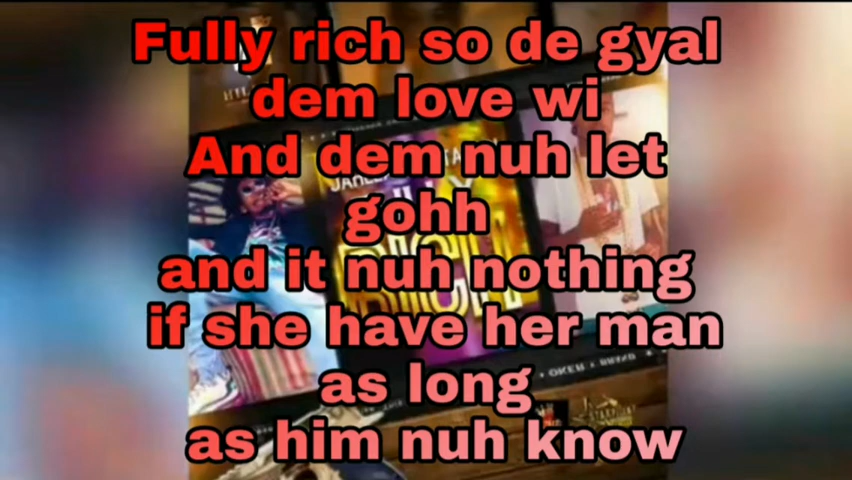 Fully rich so de gyal
dem love wi
And dem nuh let
gohh
and it nuh nothing
if she have her man
as long
as him nuh know
RICH